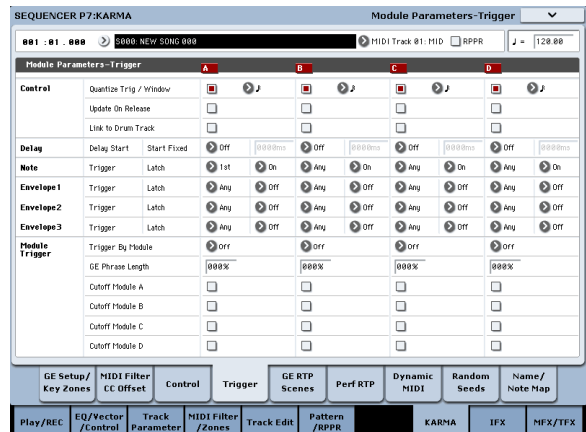 SEQUENCER P7:KARMA Module Parameters-Trigger
001 :01 . 000 S000: NEW SONG 000 MIDI Track 01: MID RPPR ♩ = 120.00
Module Parameters-Trigger A B C D
Control Quantize Trig / Window ♪ ♪ ♪ ♪
Update On Release
Link to Drum Track
Delay Delay Start Start Fixed Off 0000ms Off 0000ms Off 0000ms Off 0000ms
Note Trigger Latch 1st On Any On Any On Any On
Envelope1 Trigger Latch Any Off Any Off Any Off Any Off
Envelope2 Trigger Latch Any Off Any Off Any Off Any Off
Envelope3 Trigger Latch Any Off Any Off Any Off Any Off
Module Trigger Trigger By Module Off Off Off Off
GE Phrase Length 000% 000% 000% 000%
Cutoff Module A
Cutoff Module B
Cutoff Module C
Cutoff Module D
GE Setup/ Key Zones MIDI Filter CC Offset Control Trigger GE RTP Scenes Perf RTP Dynamic MIDI Random Seeds Name/ Note Map
Play/REC EQ/Vector /Control Track Parameter MIDI Filter /Zones Track Edit Pattern /RPPR KARMA IFX MFX/TFX